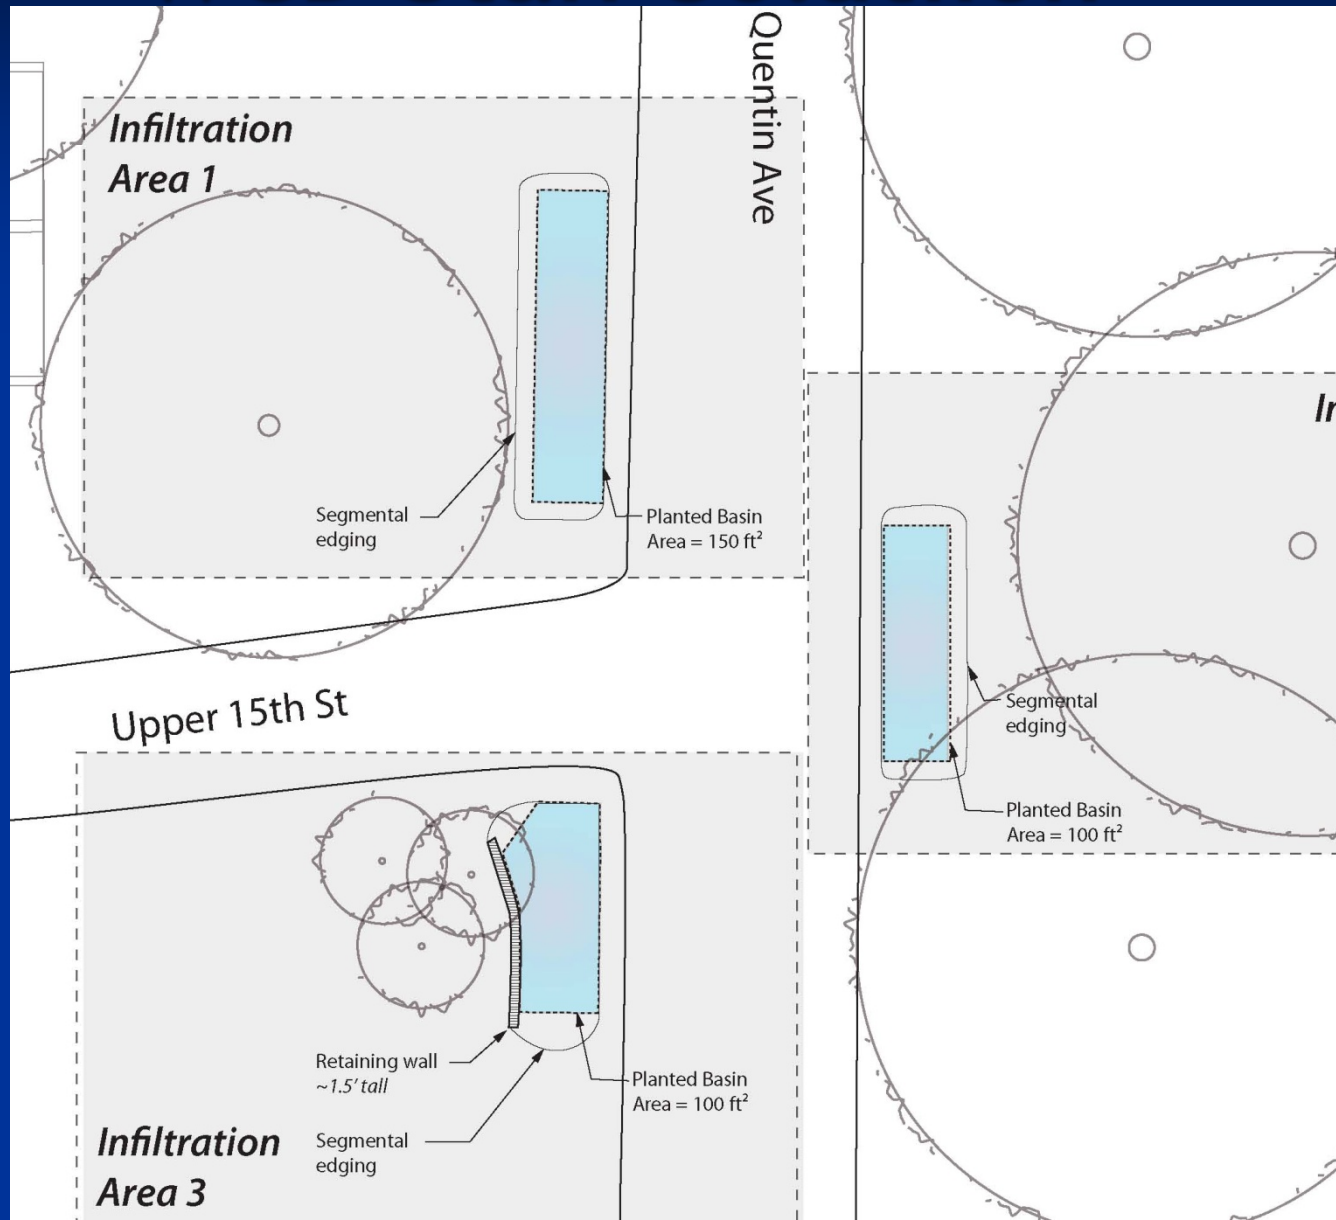 Quentin Ave
Infiltration
Area 1
Segmental
edging
Planted Basin
Area = 150 ft²
Upper 15th St
Segmental
edging
Planted Basin
Area = 100 ft²
Retaining wall
~1.5' tall
Segmental
edging
Planted Basin
Area = 100 ft²
Infiltration
Area 3